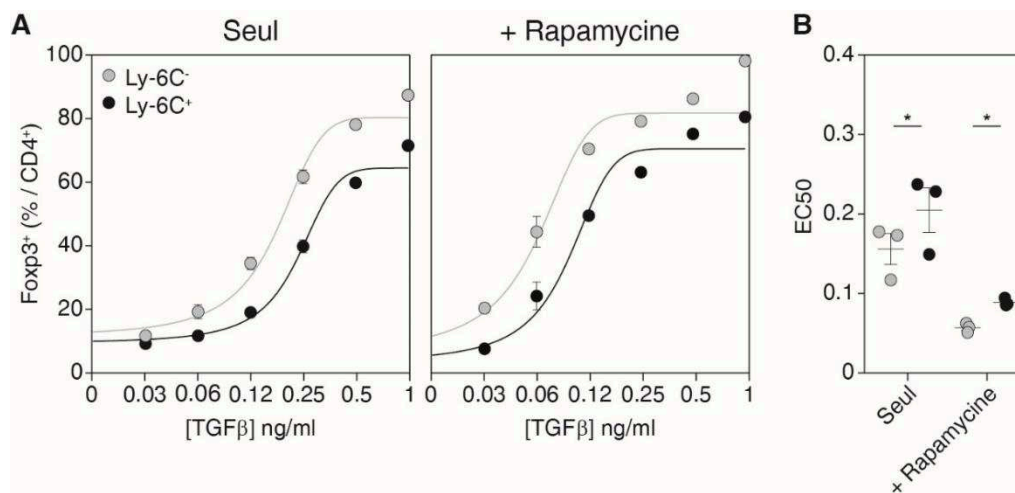 A
Seul
+ Rapamycine
B
Foxp3⁺ (% / CD4⁺)
100
80
60
40
20
0
Ly-6C⁻
Ly-6C⁺
0 0.03 0.06 0.12 0.25 0.5 1
[TGFβ] ng/ml
0 0.03 0.06 0.12 0.25 0.5 1
[TGFβ] ng/ml
EC50
0.4
0.3
0.2
0.1
0
* *
Seul
+ Rapamycine